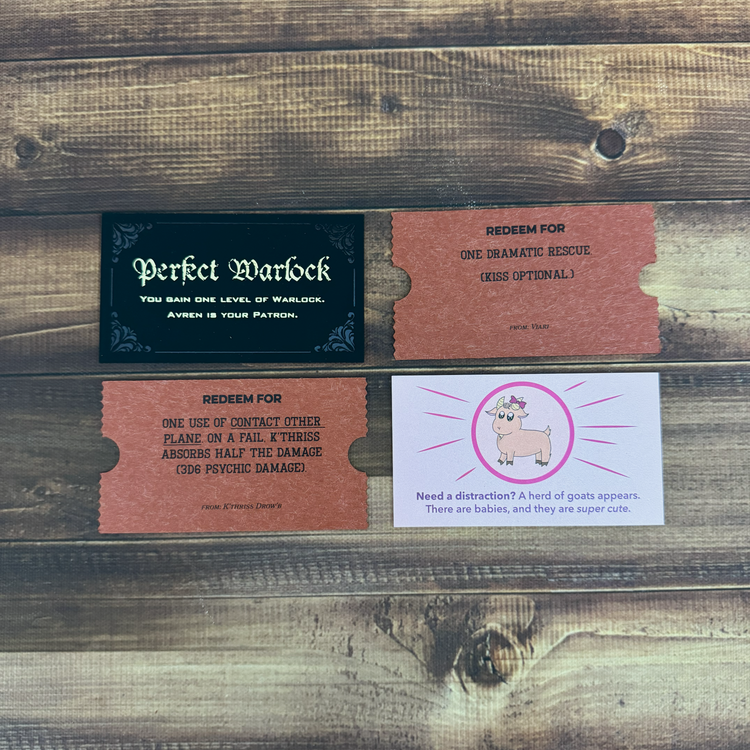 Perfect Warlock
You gain one level of Warlock.
Avren is your Patron.
REDEEM FOR
ONE DRAMATIC RESCUE.
(KISS OPTIONAL.)
FROM: VIARI
REDEEM FOR
ONE USE OF CONTACT OTHER
PLANE. ON A FAIL, K'THRISS
ABSORBS HALF THE DAMAGE
(3D6 PSYCHIC DAMAGE).
FROM: K'THRISS DROW'B
Need a distraction? A herd of goats appears.
There are babies, and they are super cute.